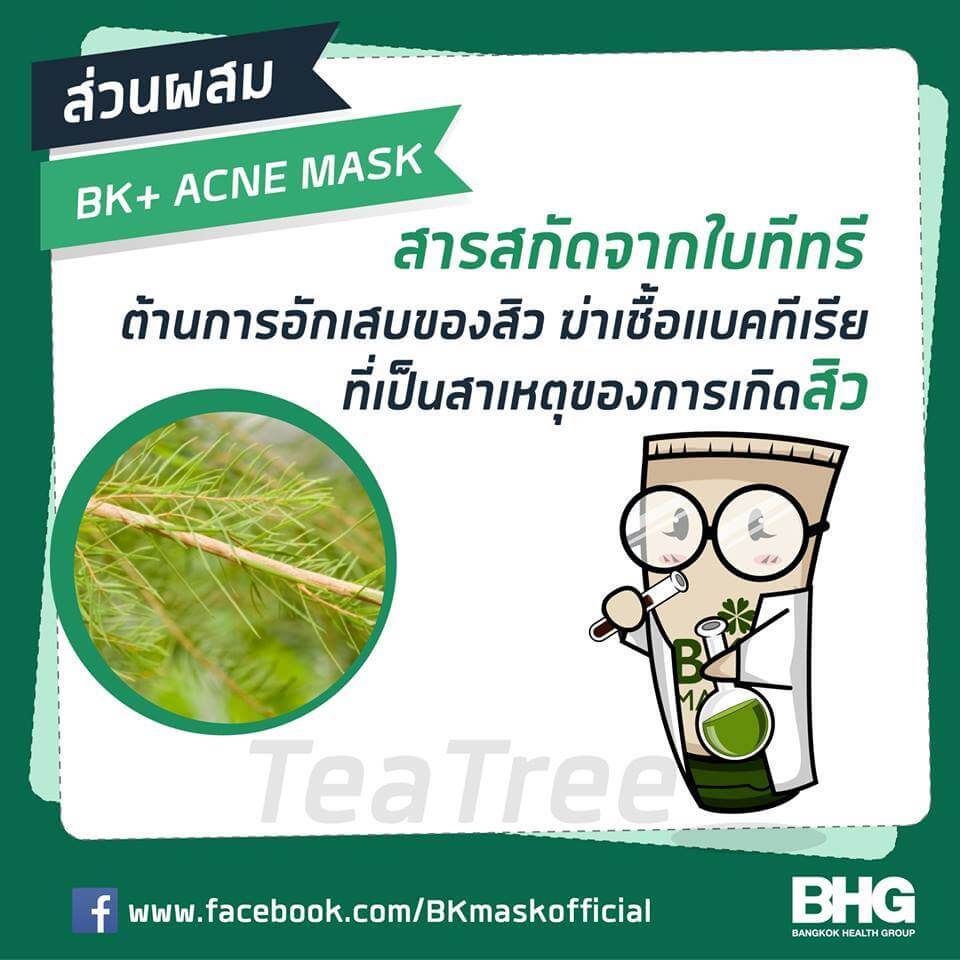 ส่วนผสม
BK+ ACNE MASK
สารสกัดจากใบทีทรี
ต้านการอักเสบของสิว ฆ่าเชื้อแบคทีเรีย
ที่เป็นสาเหตุของการเกิดสิว
B
MA
TeaTree
f www.facebook.com/BKmaskofficial
BHG
BANGKOK HEALTH GROUP